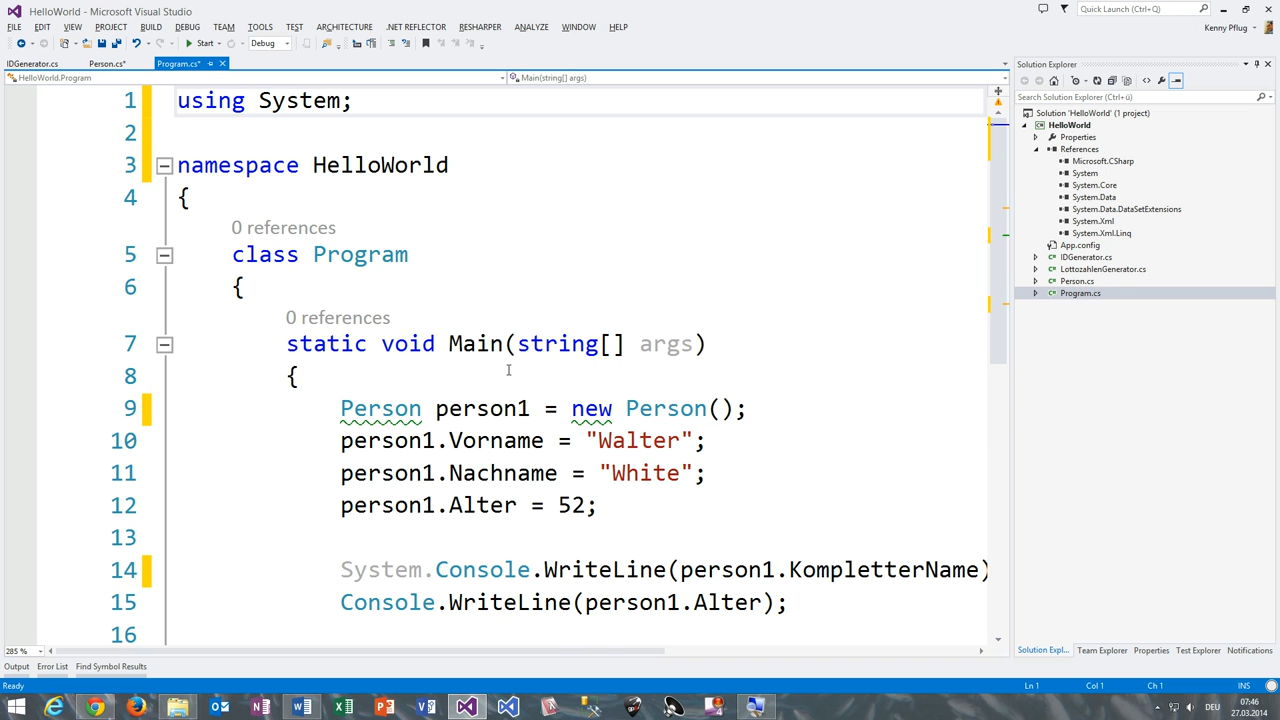 HelloWorld - Microsoft Visual Studio
Quick Launch (Ctrl+Q)
FILE EDIT VIEW PROJECT BUILD DEBUG TEAM TOOLS TEST ARCHITECTURE .NET REFLECTOR RESHARPER ANALYZE WINDOW HELP
Kenny Pflug
Start
Debug
IDGenerator.cs Person.cs* Program.cs*
HelloWorld.Program
Main(string[] args)
1 using System;
2
3 namespace HelloWorld
4 {
0 references
5 class Program
6 {
0 references
7 static void Main(string[] args)
8 {
9 Person person1 = new Person();
10 person1.Vorname = "Walter";
11 person1.Nachname = "White";
12 person1.Alter = 52;
13
14 System.Console.WriteLine(person1.KompletterName)
15 Console.WriteLine(person1.Alter);
16
285 %
Solution Explorer
Search Solution Explorer (Ctrl+ü)
Solution 'HelloWorld' (1 project)
HelloWorld
Properties
References
Microsoft.CSharp
System
System.Core
System.Data
System.Data.DataSetExtensions
System.Xml
System.Xml.Linq
App.config
IDGenerator.cs
LottozahlenGenerator.cs
Person.cs
Program.cs
Solution Expl... Team Explorer Properties Test Explorer Notifications
Output Error List Find Symbol Results
Ready
Ln 1 Col 1 Ch 1 INS
DEU
07:46
27.03.2014